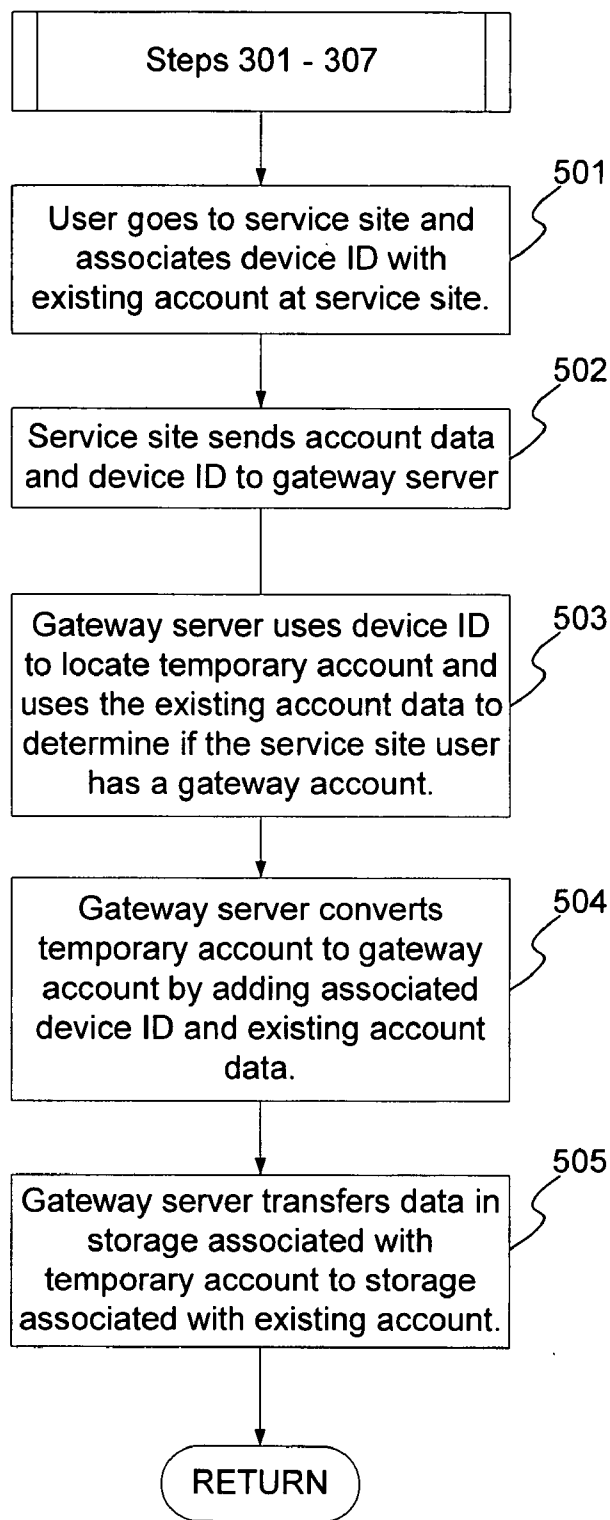 Steps 301 - 307
501
User goes to service site and
associates device ID with
existing account at service site.
502
Service site sends account data
and device ID to gateway server
503
Gateway server uses device ID
to locate temporary account and
uses the existing account data to
determine if the service site user
has a gateway account.
504
Gateway server converts
temporary account to gateway
account by adding associated
device ID and existing account
data.
505
Gateway server transfers data in
storage associated with
temporary account to storage
associated with existing account.
RETURN